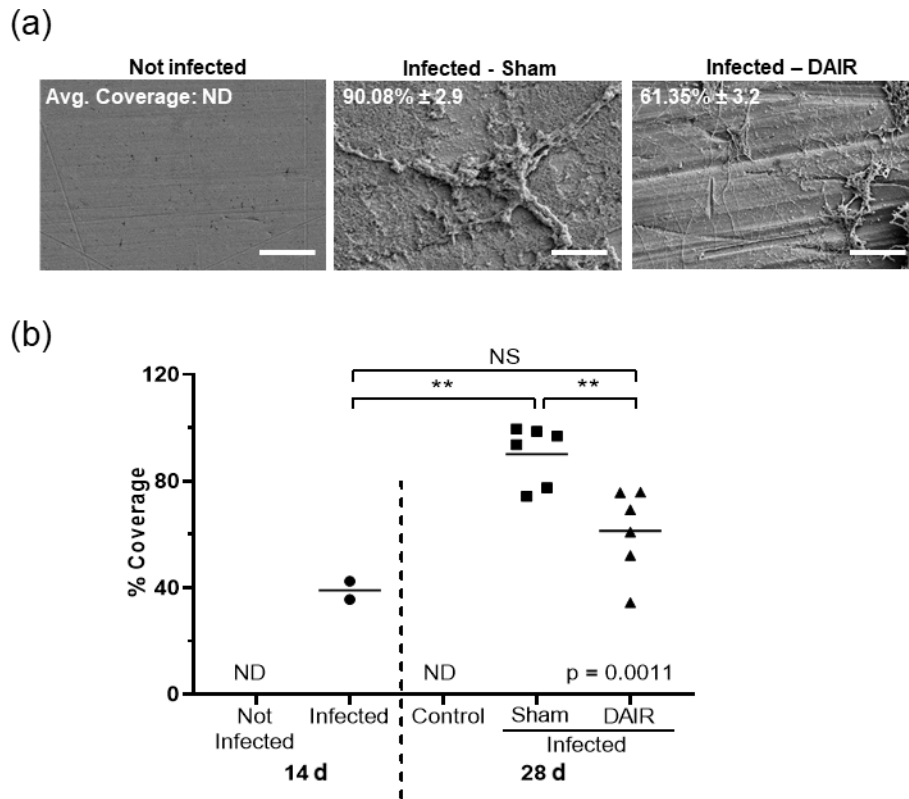 (a)
Not infected
Infected - Sham
Infected – DAIR
Avg. Coverage: ND
90.08% ± 2.9
61.35% ± 3.2
(b)
NS
** **
120
80
40
0
% Coverage
ND
ND
p = 0.0011
Not
Infected
Infected
Control
Sham
DAIR
Infected
14 d
28 d